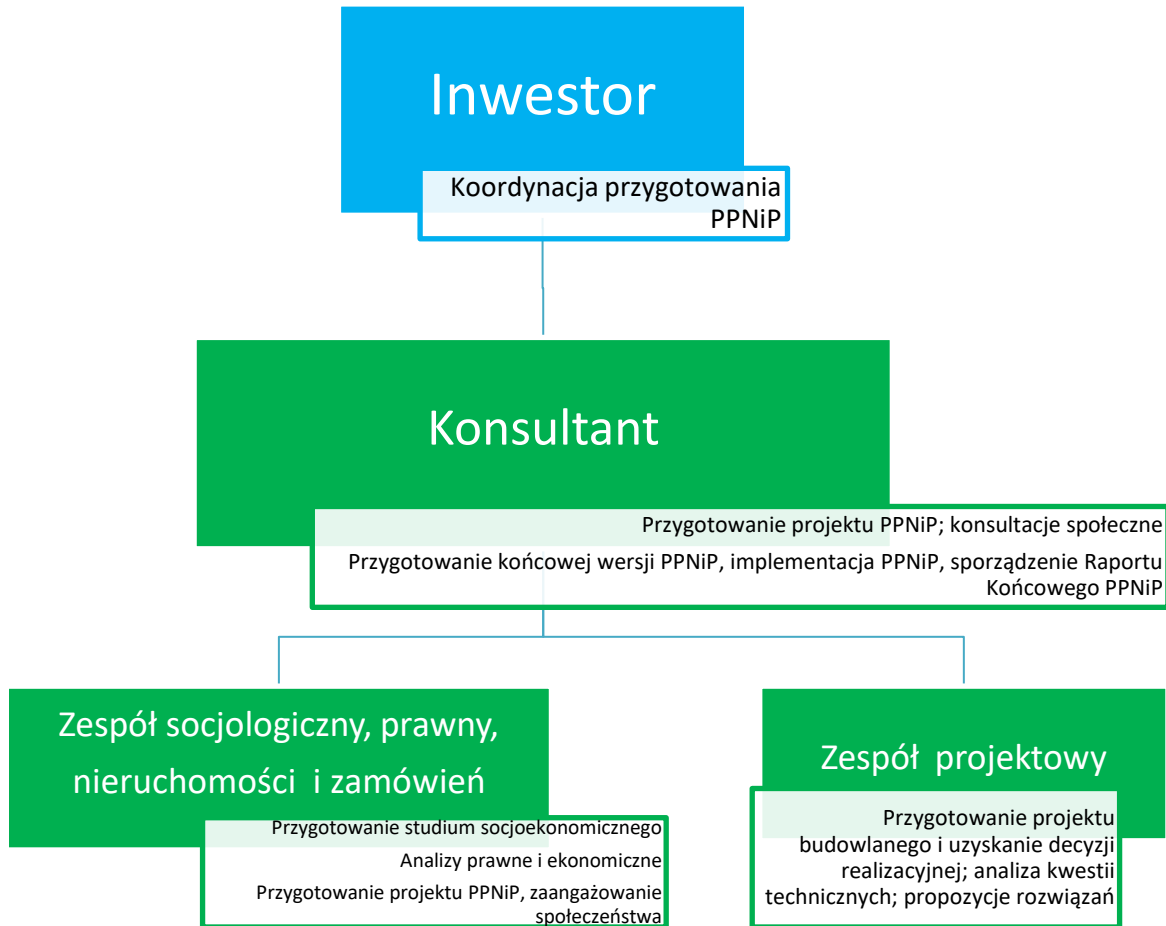 Inwestor
Koordynacja przygotowania
PPNiP
Konsultant
Przygotowanie projektu PPNiP; konsultacje społeczne
Przygotowanie końcowej wersji PPNiP, implementacja PPNiP, sporządzenie Raportu
Końcowego PPNiP
Zespół socjologiczny, prawny,
nieruchomości i zamówień
Przygotowanie studium socjoekonomicznego
Analizy prawne i ekonomiczne
Przygotowanie projektu PPNiP, zaangażowanie
społeczeństwa
Zespół projektowy
Przygotowanie projektu
budowlanego i uzyskanie decyzji
realizacyjnej; analiza kwestii
technicznych; propozycje rozwiązań